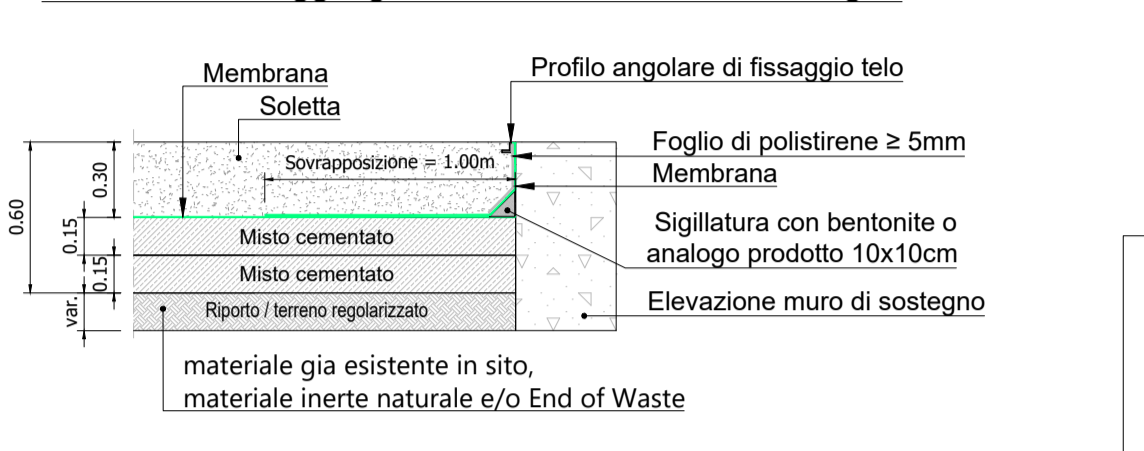 Membrana
Soletta
Profilo angolare di fissaggio telo
Foglio di polistirene ≥ 5mm
Membrana
Sovrapposizione = 1.00m
Sigillatura con bentonite o
analogo prodotto 10x10cm
Elevazione muro di sostegno
0.60
0.30
0.15
0.15
var.
Misto cementato
Misto cementato
Riporto / terreno regolarizzato
materiale gia esistente in sito,
materiale inerte naturale e/o End of Waste